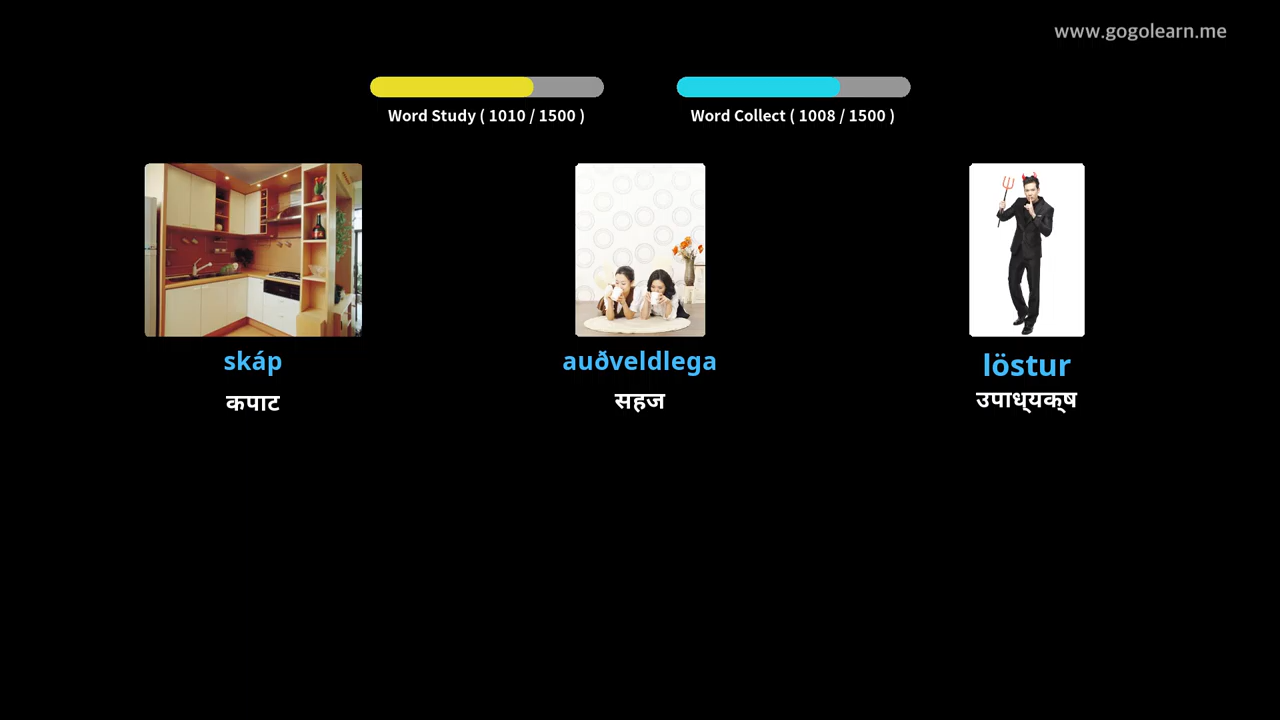 www.gogolearn.me
Word Study ( 1010 / 1500 )
Word Collect ( 1008 / 1500 )
skáp
auðveldlega
löstur
कपाट
सहज
उपाध्यक्ष